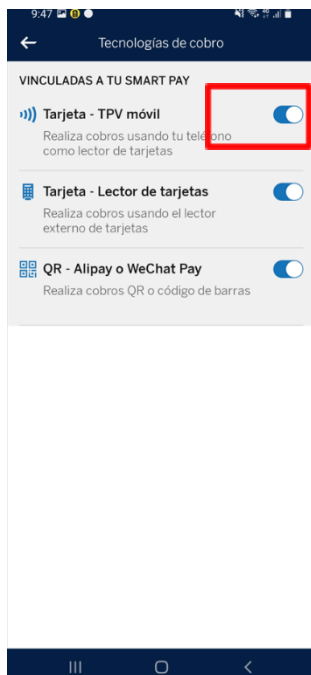 9:47
Tecnologías de cobro
VINCULADAS A TU SMART PAY
Tarjeta - TPV móvil
Realiza cobros usando tu teléfono
como lector de tarjetas
Tarjeta - Lector de tarjetas
Realiza cobros usando el lector
externo de tarjetas
QR - Alipay o WeChat Pay
Realiza cobros QR o código de barras